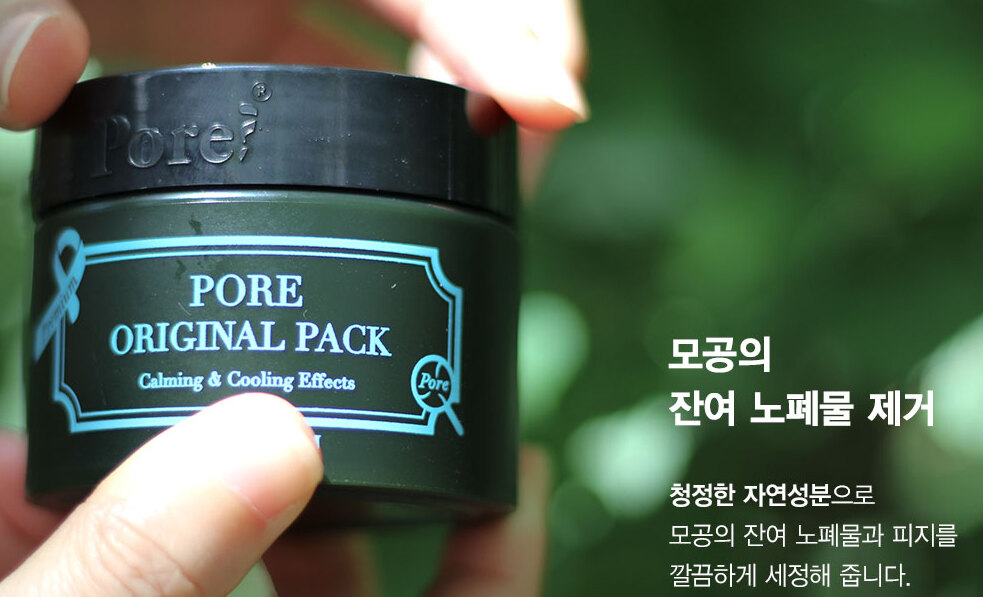 Pore®
PORE
ORIGINAL PACK
Calming & Cooling Effects
Pore
모공의
잔여 노폐물 제거
청정한 자연성분으로
모공의 잔여 노폐물과 피지를
깔끔하게 세정해 줍니다.